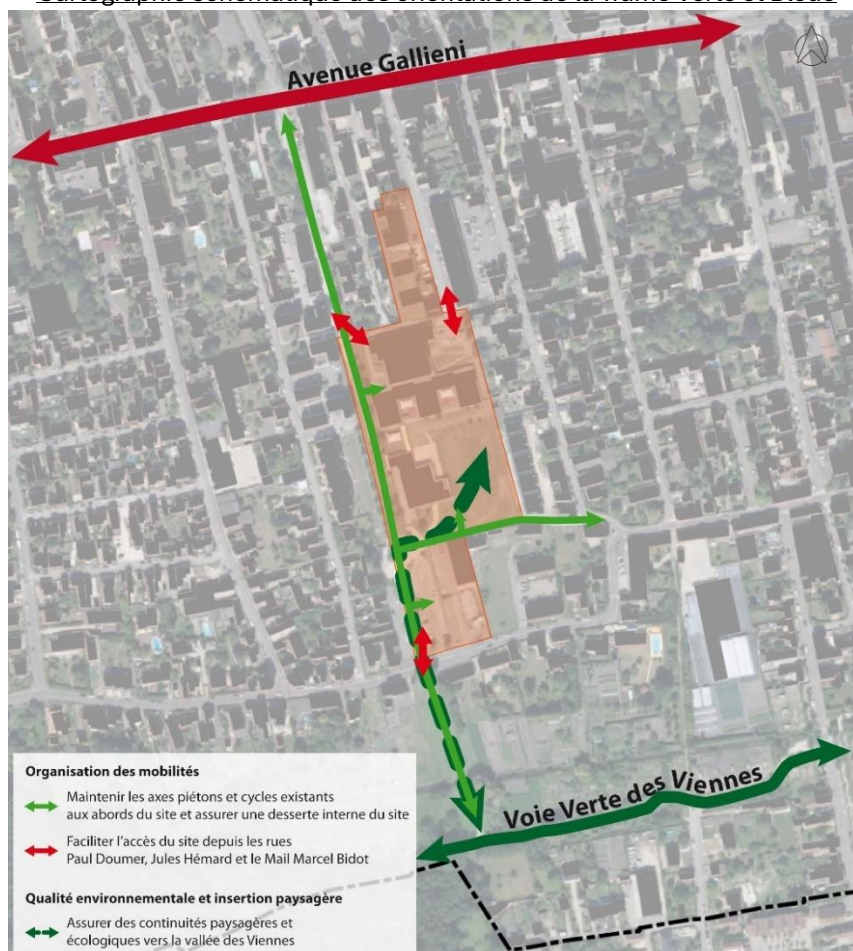 Avenue Gallieni
Voie Verte des Viennes
Organisation des mobilités
Maintenir les axes piétons et cycles existants
aux abords du site et assurer une desserte interne du site
Faciliter l'accès du site depuis les rues
Paul Doumer, Jules Hémard et le Mail Marcel Bidot
Qualité environnementale et insertion paysagère
Assurer des continuités paysagères et
écologiques vers la vallée des Viennes